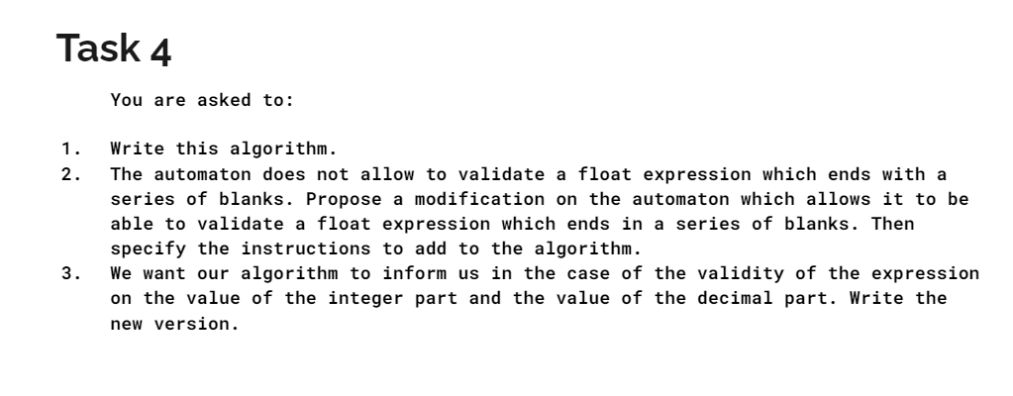 Task 4
You are asked to:
1. Write this algorithm.
2. The automaton does not allow to validate a float expression which ends with a
series of blanks. Propose a modification on the automaton which allows it to be
able to validate a float expression which ends in a series of blanks. Then
specify the instructions to add to the algorithm.
3. We want our algorithm to inform us in the case of the validity of the expression
on the value of the integer part and the value of the decimal part. Write the
new version.